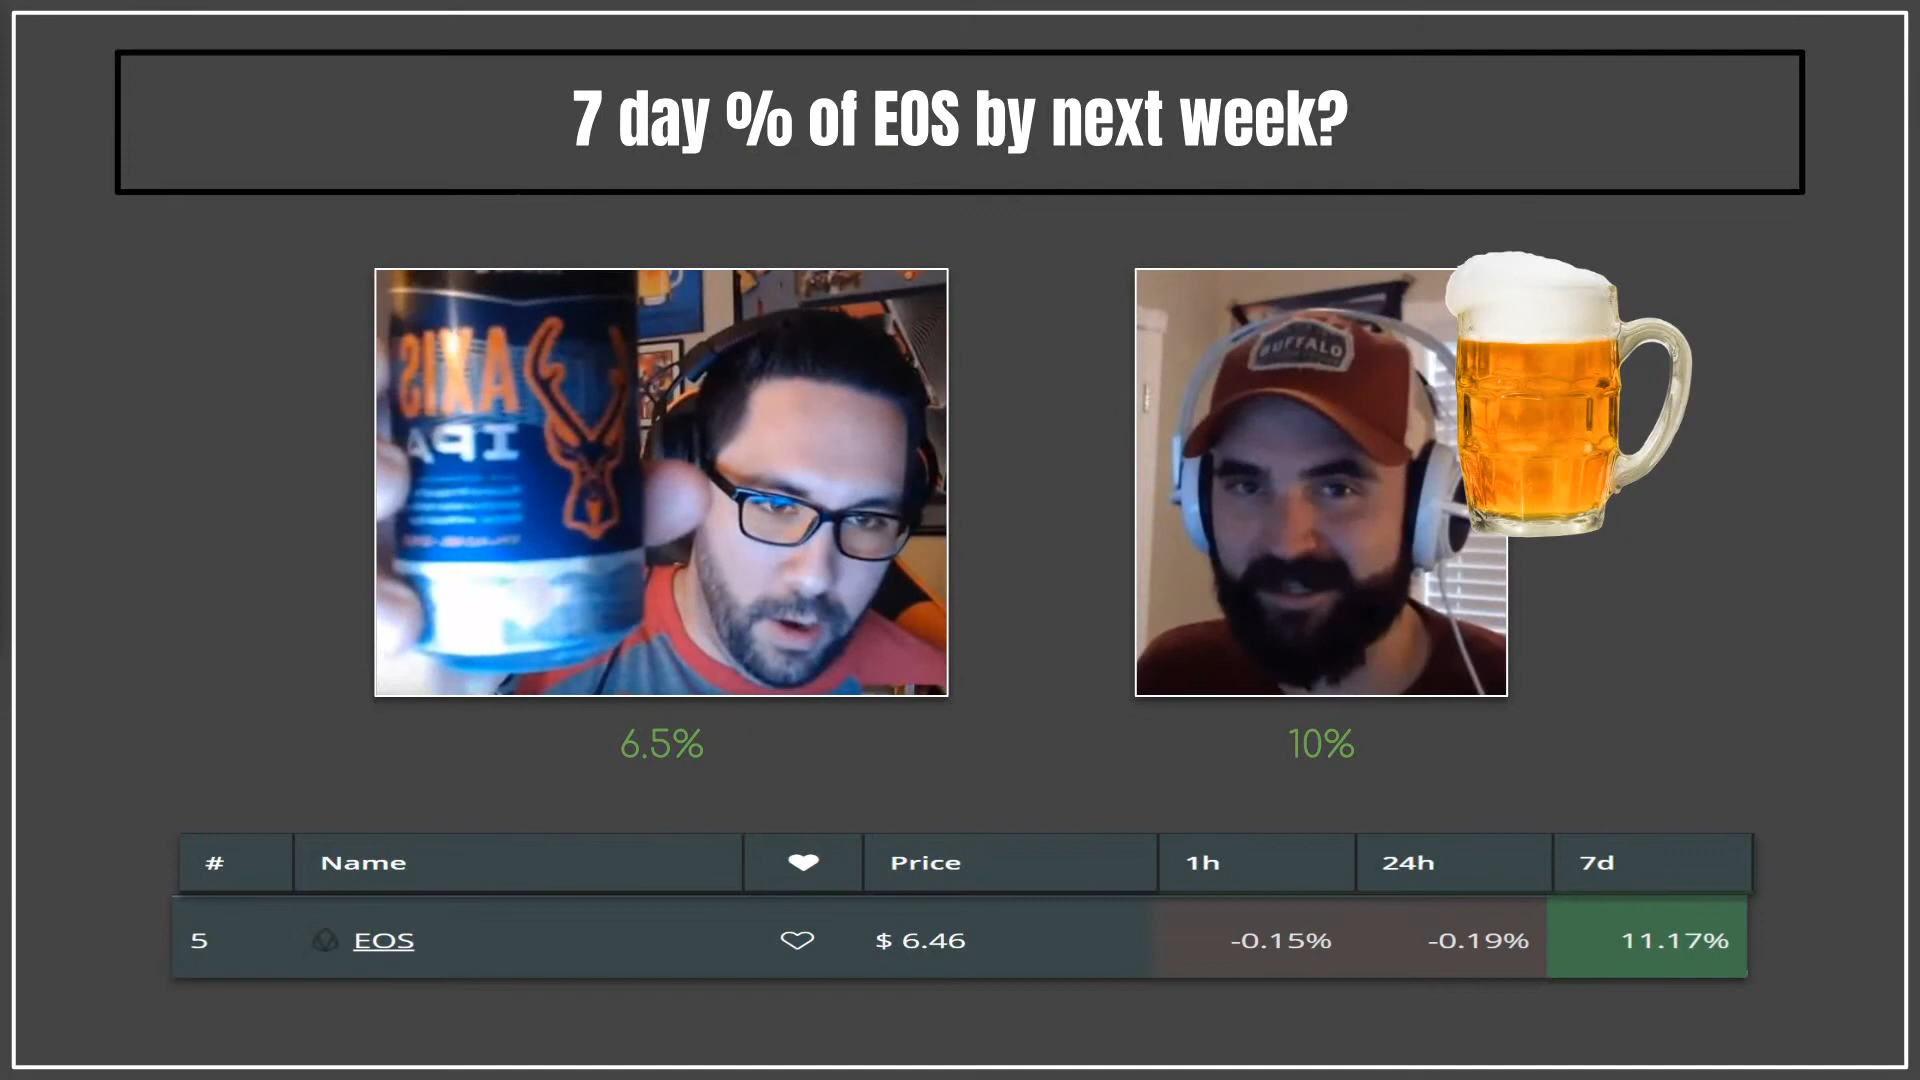 7 day % of EOS by next week?
AXIS
IPA
BUFFALO
6.5%
10%
# Name Price 1h 24h 7d
5 EOS $ 6.46 -0.15% -0.19% 11.17%